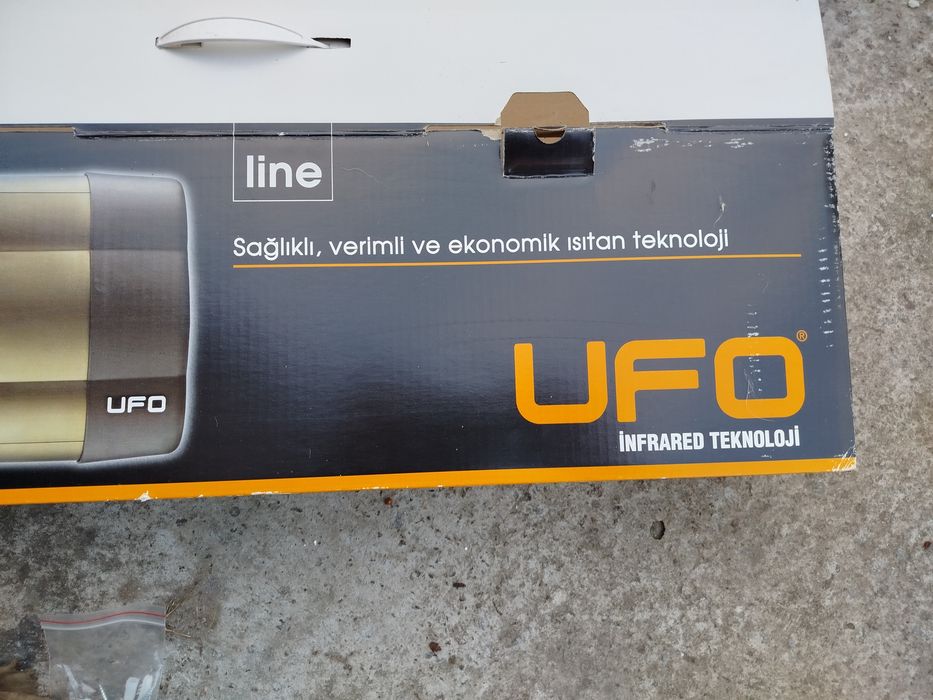 line
Sağlıklı, verimli ve ekonomik ısıtan teknoloji
UFO®
İNFRARED TEKNOLOJİ
UFO